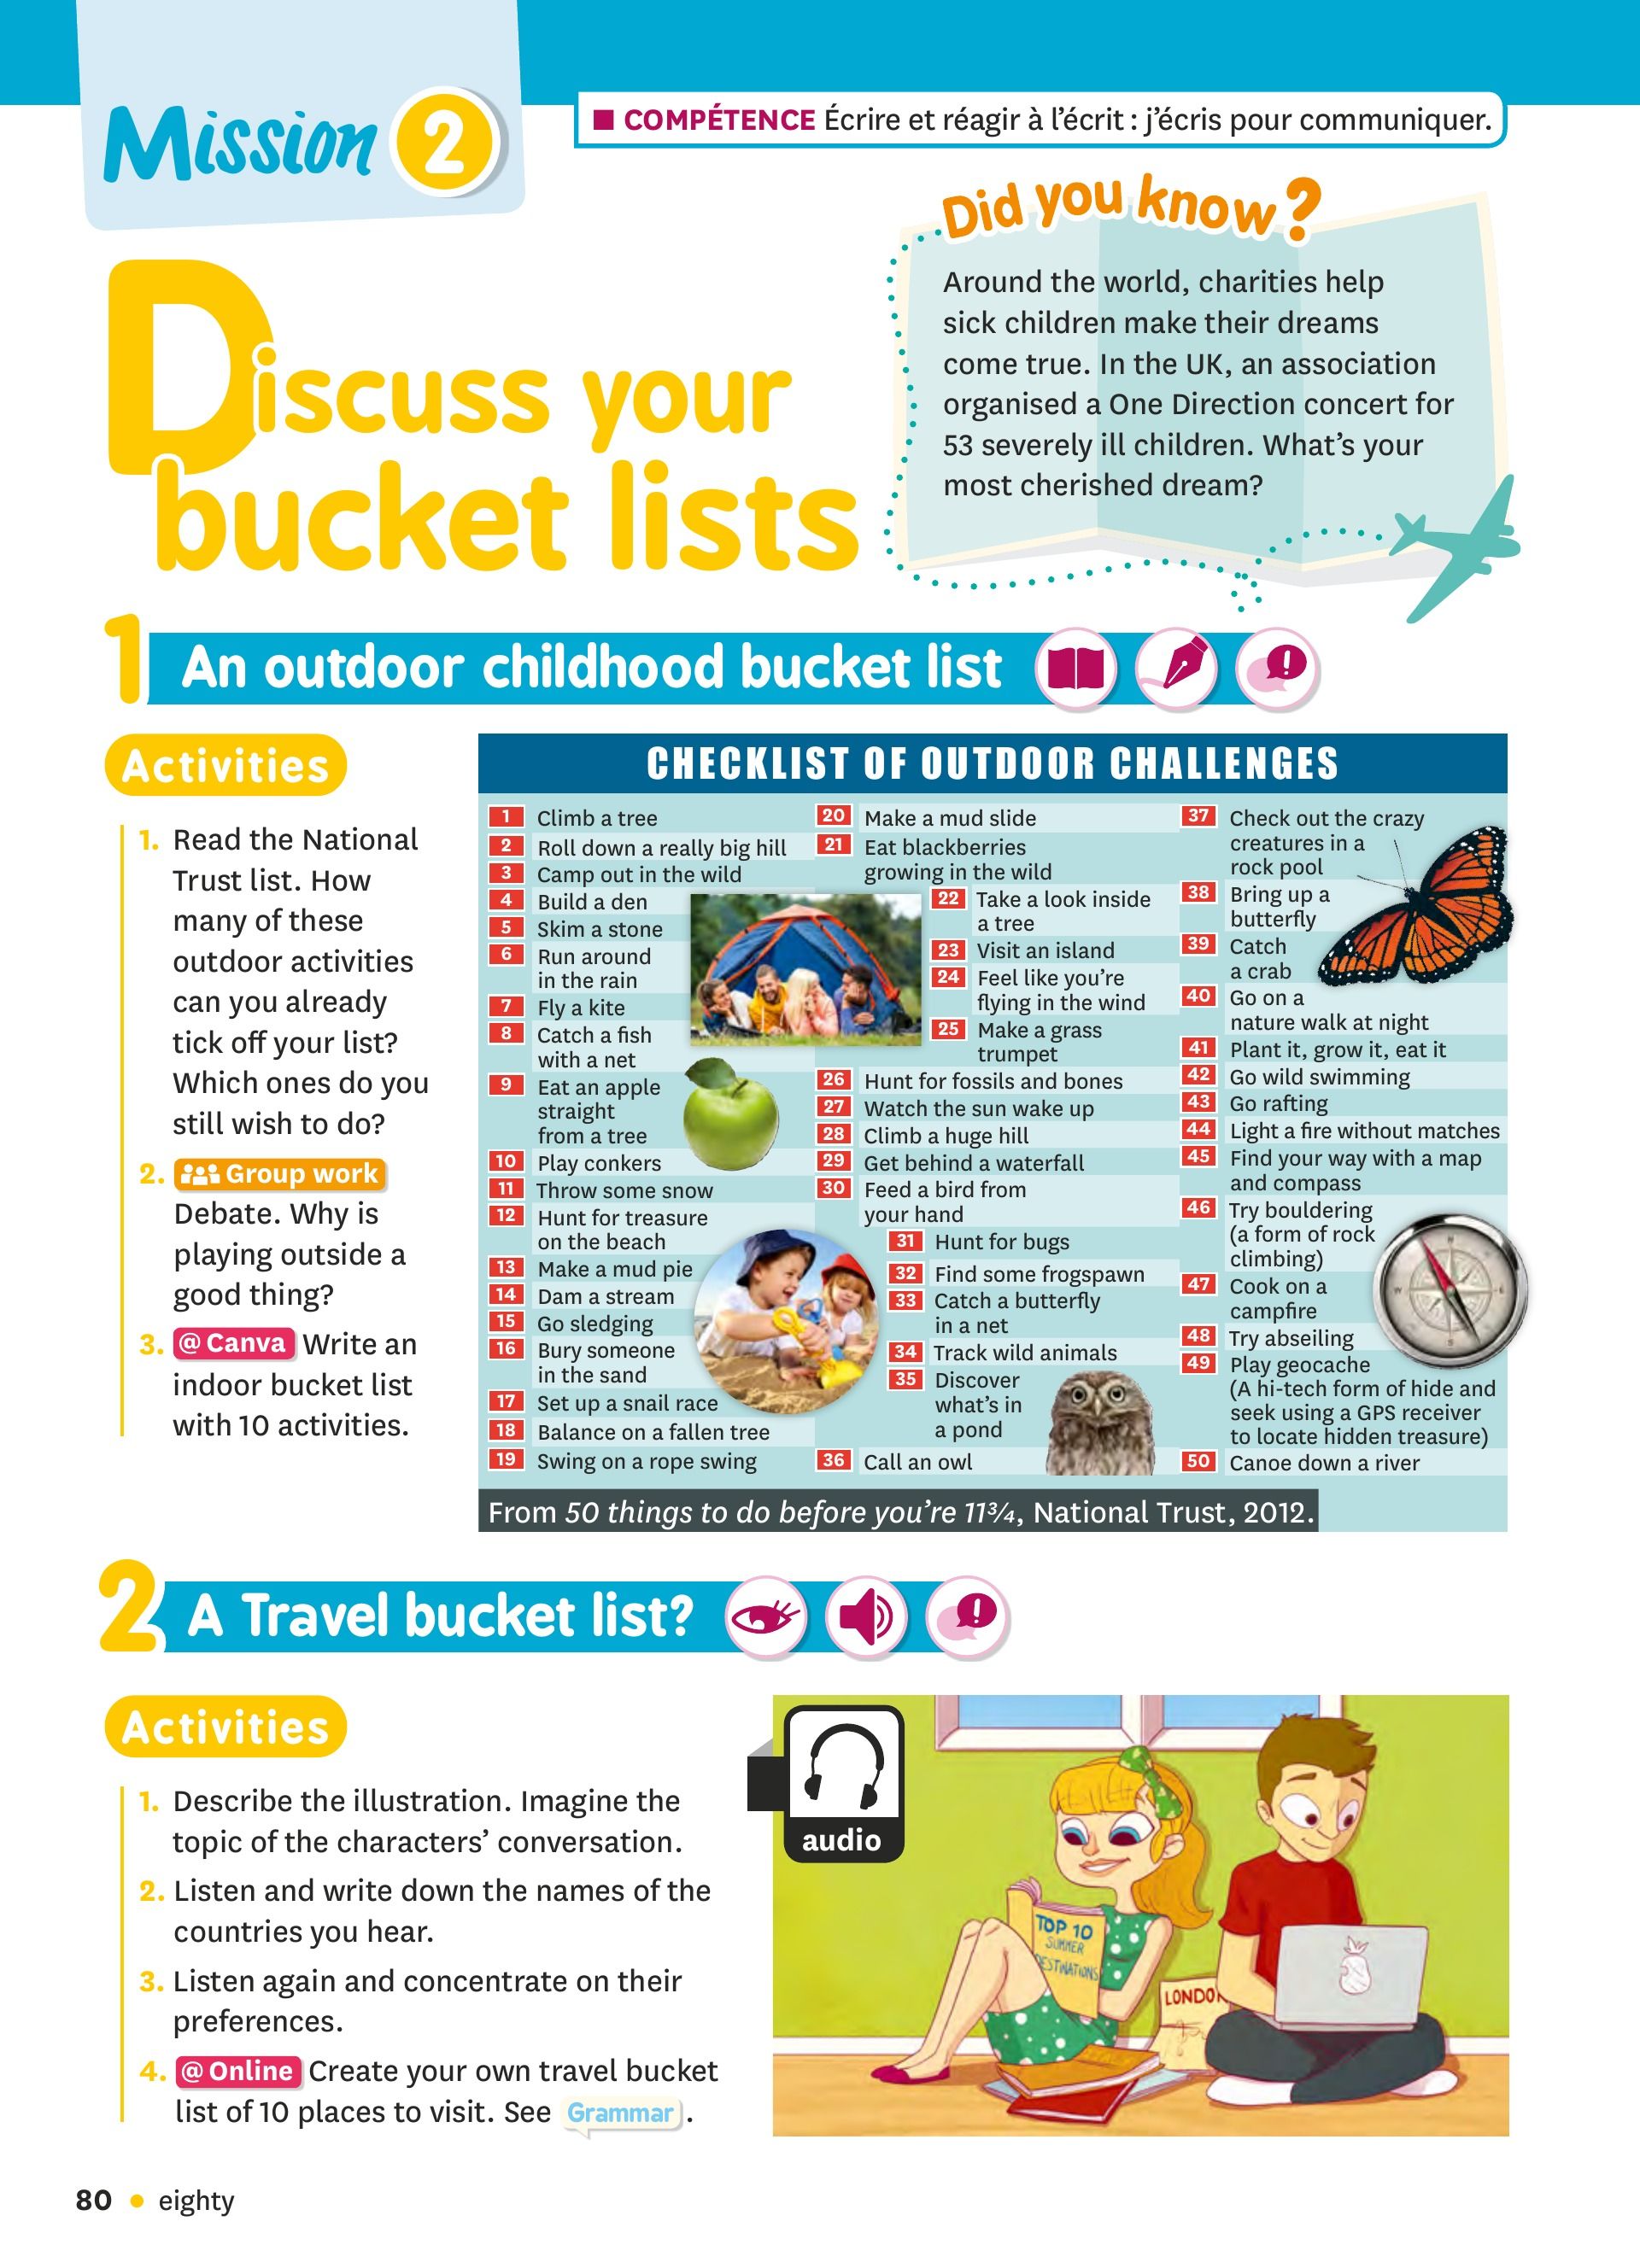 Mission 2
■ COMPÉTENCE Écrire et réagir à l'écrit : j'écris pour communiquer.
Did you know?
Around the world, charities help
sick children make their dreams
come true. In the UK, an association
organised a One Direction concert for
53 severely ill children. What's your
most cherished dream?
Discuss your
bucket lists
1 An outdoor childhood bucket list
Activities
1. Read the National
Trust list. How
many of these
outdoor activities
can you already
tick off your list?
Which ones do you
still wish to do?
2. Group work
Debate. Why is
playing outside a
good thing?
3. @ Canva Write an
indoor bucket list
with 10 activities.
CHECKLIST OF OUTDOOR CHALLENGES
1 Climb a tree
2 Roll down a really big hill
3 Camp out in the wild
4 Build a den
5 Skim a stone
6 Run around
in the rain
7 Fly a kite
8 Catch a fish
with a net
9 Eat an apple
straight
from a tree
10 Play conkers
11 Throw some snow
12 Hunt for treasure
on the beach
13 Make a mud pie
14 Dam a stream
15 Go sledging
16 Bury someone
in the sand
17 Set up a snail race
18 Balance on a fallen tree
19 Swing on a rope swing
20 Make a mud slide
21 Eat blackberries
growing in the wild
22 Take a look inside
a tree
23 Visit an island
24 Feel like you're
flying in the wind
25 Make a grass
trumpet
26 Hunt for fossils and bones
27 Watch the sun wake up
28 Climb a huge hill
29 Get behind a waterfall
30 Feed a bird from
your hand
31 Hunt for bugs
32 Find some frogspawn
33 Catch a butterfly
in a net
34 Track wild animals
35 Discover
what's in
a pond
36 Call an owl
37 Check out the crazy
creatures in a
rock pool
38 Bring up a
butterfly
39 Catch
a crab
40 Go on a
nature walk at night
41 Plant it, grow it, eat it
42 Go wild swimming
43 Go rafting
44 Light a fire without matches
45 Find your way with a map
and compass
46 Try bouldering
(a form of rock
climbing)
47 Cook on a
campfire
48 Try abseiling
49 Play geocache
(A hi-tech form of hide and
seek using a GPS receiver
to locate hidden treasure)
50 Canoe down a river
From 50 things to do before you're 11¾, National Trust, 2012.
2 A Travel bucket list?
Activities
1. Describe the illustration. Imagine the
topic of the characters' conversation.
2. Listen and write down the names of the
countries you hear.
3. Listen again and concentrate on their
preferences.
4. @ Online Create your own travel bucket
list of 10 places to visit. See Grammar.
audio
TOP 10
SUMMER
DESTINATIONS
LONDON
80 • eighty